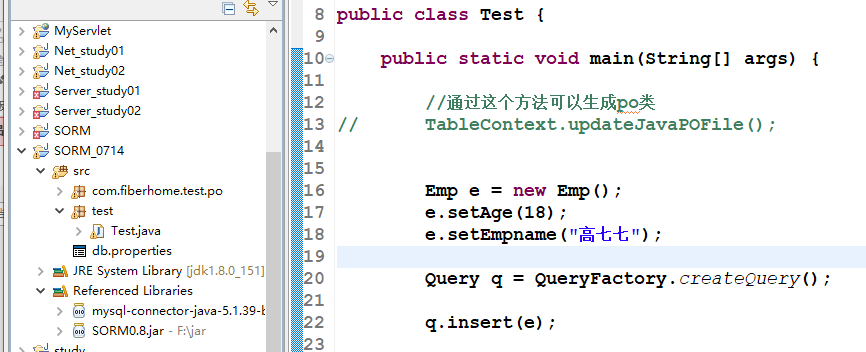 MyServlet
Net_study01
Net_study02
Server_study01
Server_study02
SORM
SORM_0714
src
com.fiberhome.test.po
test
Test.java
db.properties
JRE System Library [jdk1.8.0_151]
Referenced Libraries
mysql-connector-java-5.1.39-b
SORM0.8.jar - F:\jar
8 public class Test {
9
10 public static void main(String[] args) {
11
12 //通过这个方法可以生成po类
13 // TableContext.updateJavaPOFile();
14
15
16 Emp e = new Emp();
17 e.setAge(18);
18 e.setEmpname("高七七");
19
20 Query q = QueryFactory.createQuery();
21
22 q.insert(e);
23